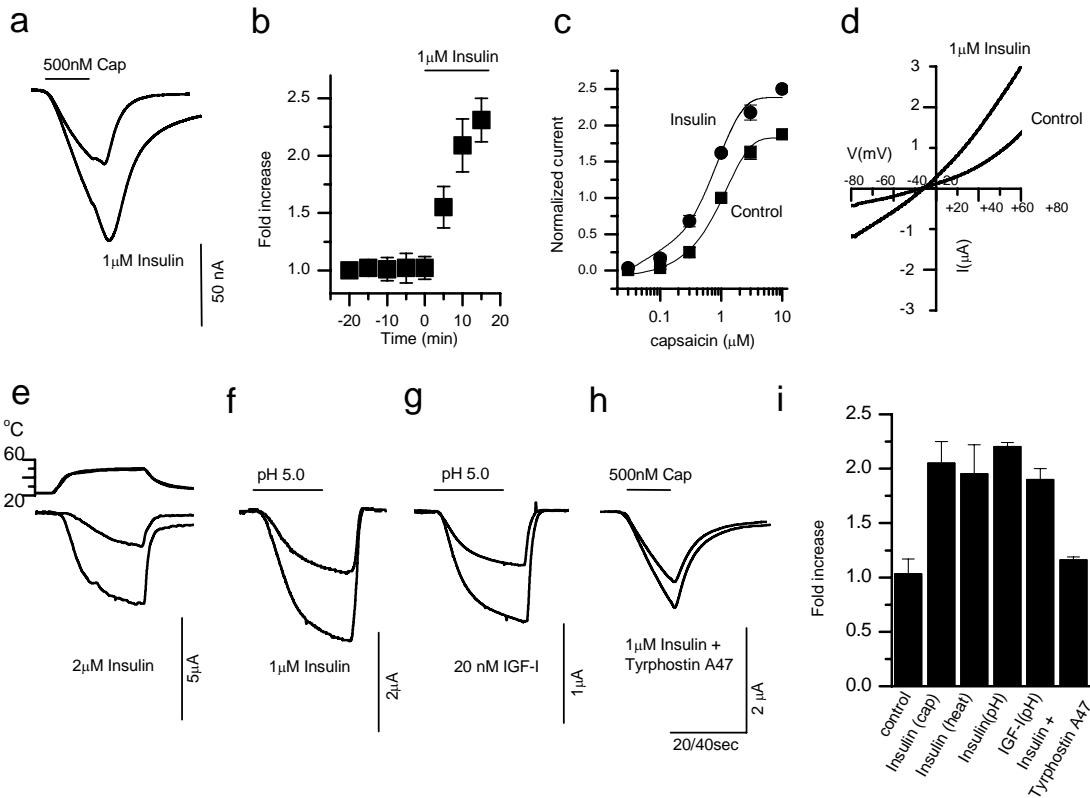 a
500nM Cap
1μM Insulin
50 nA
b
1μM Insulin
Fold increase
2.5
2.0
1.5
1.0
-20 -10 0 10 20
Time (min)
c
Normalized current
2.5
2.0
1.5
1.0
0.5
0.0
Insulin
Control
0.1 1 10
capsaicin (μM)
d
1μM Insulin
Control
V(mV)
3
2
1
-1
-2
-3
-80 -60 -40 -20
+20 +40 +60 +80
I(μA)
e
°C
60
20
2μM Insulin
5μA
f
pH 5.0
1μM Insulin
2μA
g
pH 5.0
20 nM IGF-I
1μA
h
500nM Cap
1μM Insulin +
Tyrphostin A47
2 μA
20/40sec
i
Fold increase
2.5
2.0
1.5
1.0
0.5
0.0
control
Insulin (cap)
Insulin (heat)
Insulin(pH)
IGF-I(pH)
Insulin +
Tyrphostin A47